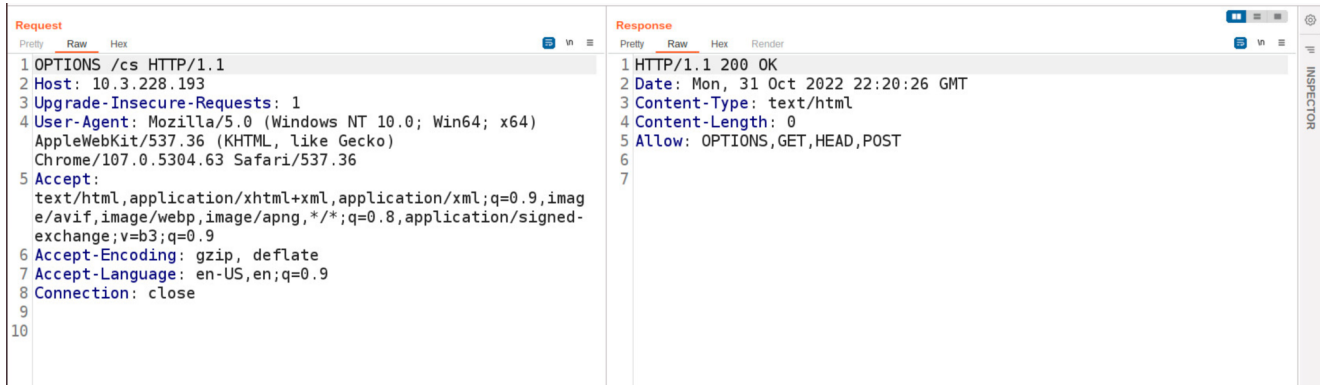 Request
Pretty Raw Hex
\n
1 OPTIONS /cs HTTP/1.1
2 Host: 10.3.228.193
3 Upgrade-Insecure-Requests: 1
4 User-Agent: Mozilla/5.0 (Windows NT 10.0; Win64; x64)
AppleWebKit/537.36 (KHTML, like Gecko)
Chrome/107.0.5304.63 Safari/537.36
5 Accept:
text/html,application/xhtml+xml,application/xml;q=0.9,imag
e/avif,image/webp,image/apng,*/*;q=0.8,application/signed-
exchange;v=b3;q=0.9
6 Accept-Encoding: gzip, deflate
7 Accept-Language: en-US,en;q=0.9
8 Connection: close
9
10
Response
Pretty Raw Hex Render
\n
1 HTTP/1.1 200 OK
2 Date: Mon, 31 Oct 2022 22:20:26 GMT
3 Content-Type: text/html
4 Content-Length: 0
5 Allow: OPTIONS,GET,HEAD,POST
6
7
INSPECTOR